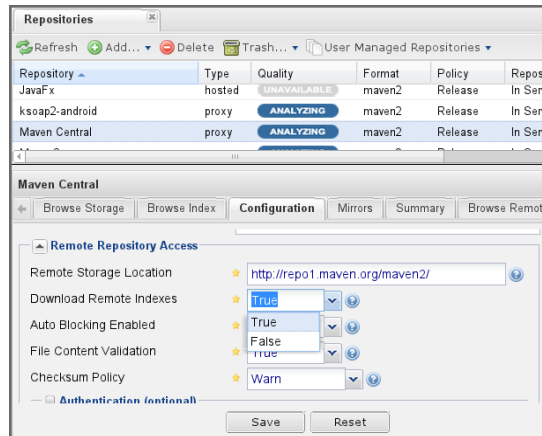 Repositories
Refresh Add... Delete Trash... User Managed Repositories
Repository Type Quality Format Policy Repos
JavaFx hosted UNAVAILABLE maven2 Release In Ser
ksoap2-android proxy ANALYZING maven2 Release In Ser
Maven Central proxy ANALYZING maven2 Release In Ser
Maven Central
Browse Storage Browse Index Configuration Mirrors Summary Browse Remot
Remote Repository Access
Remote Storage Location http://repo1.maven.org/maven2/
Download Remote Indexes True
Auto Blocking Enabled True
False
File Content Validation True
Checksum Policy Warn
Authentication (optional)
Save Reset